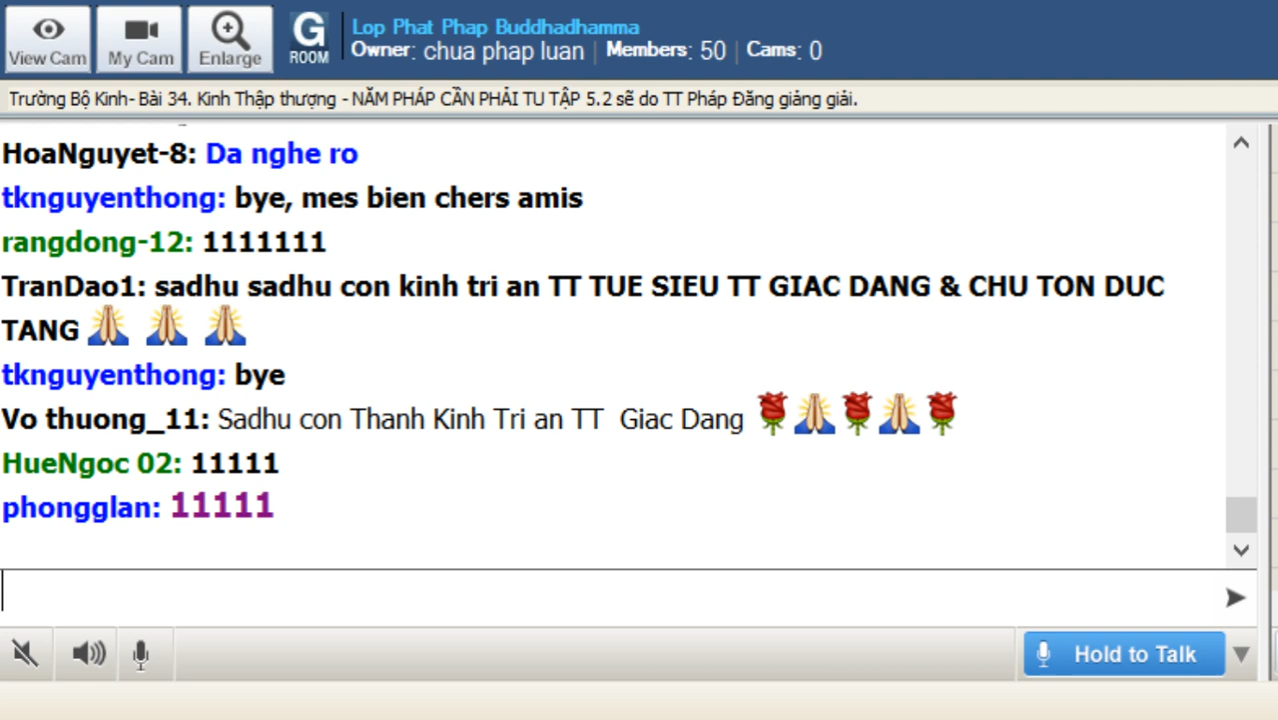 View Cam
My Cam
Enlarge
G ROOM
Lop Phat Phap Buddhadhamma
Owner: chua phap luan | Members: 50 | Cams: 0
Trường Bộ Kinh- Bài 34. Kinh Thập thượng - NĂM PHÁP CẦN PHẢI TU TẬP 5.2 sẽ do TT Pháp Đăng giảng giải.
HoaNguyet-8: Da nghe ro
tknguyenthong: bye, mes bien chers amis
rangdong-12: 1111111
TranDao1: sadhu sadhu con kinh tri an TT TUE SIEU TT GIAC DANG & CHU TON DUC
TANG 🙏 🙏 🙏
tknguyenthong: bye
Vo thuong_11: Sadhu con Thanh Kinh Tri an TT Giac Dang 🌹🙏🌹🙏🌹
HueNgoc 02: 11111
phongglan: 11111
Hold to Talk